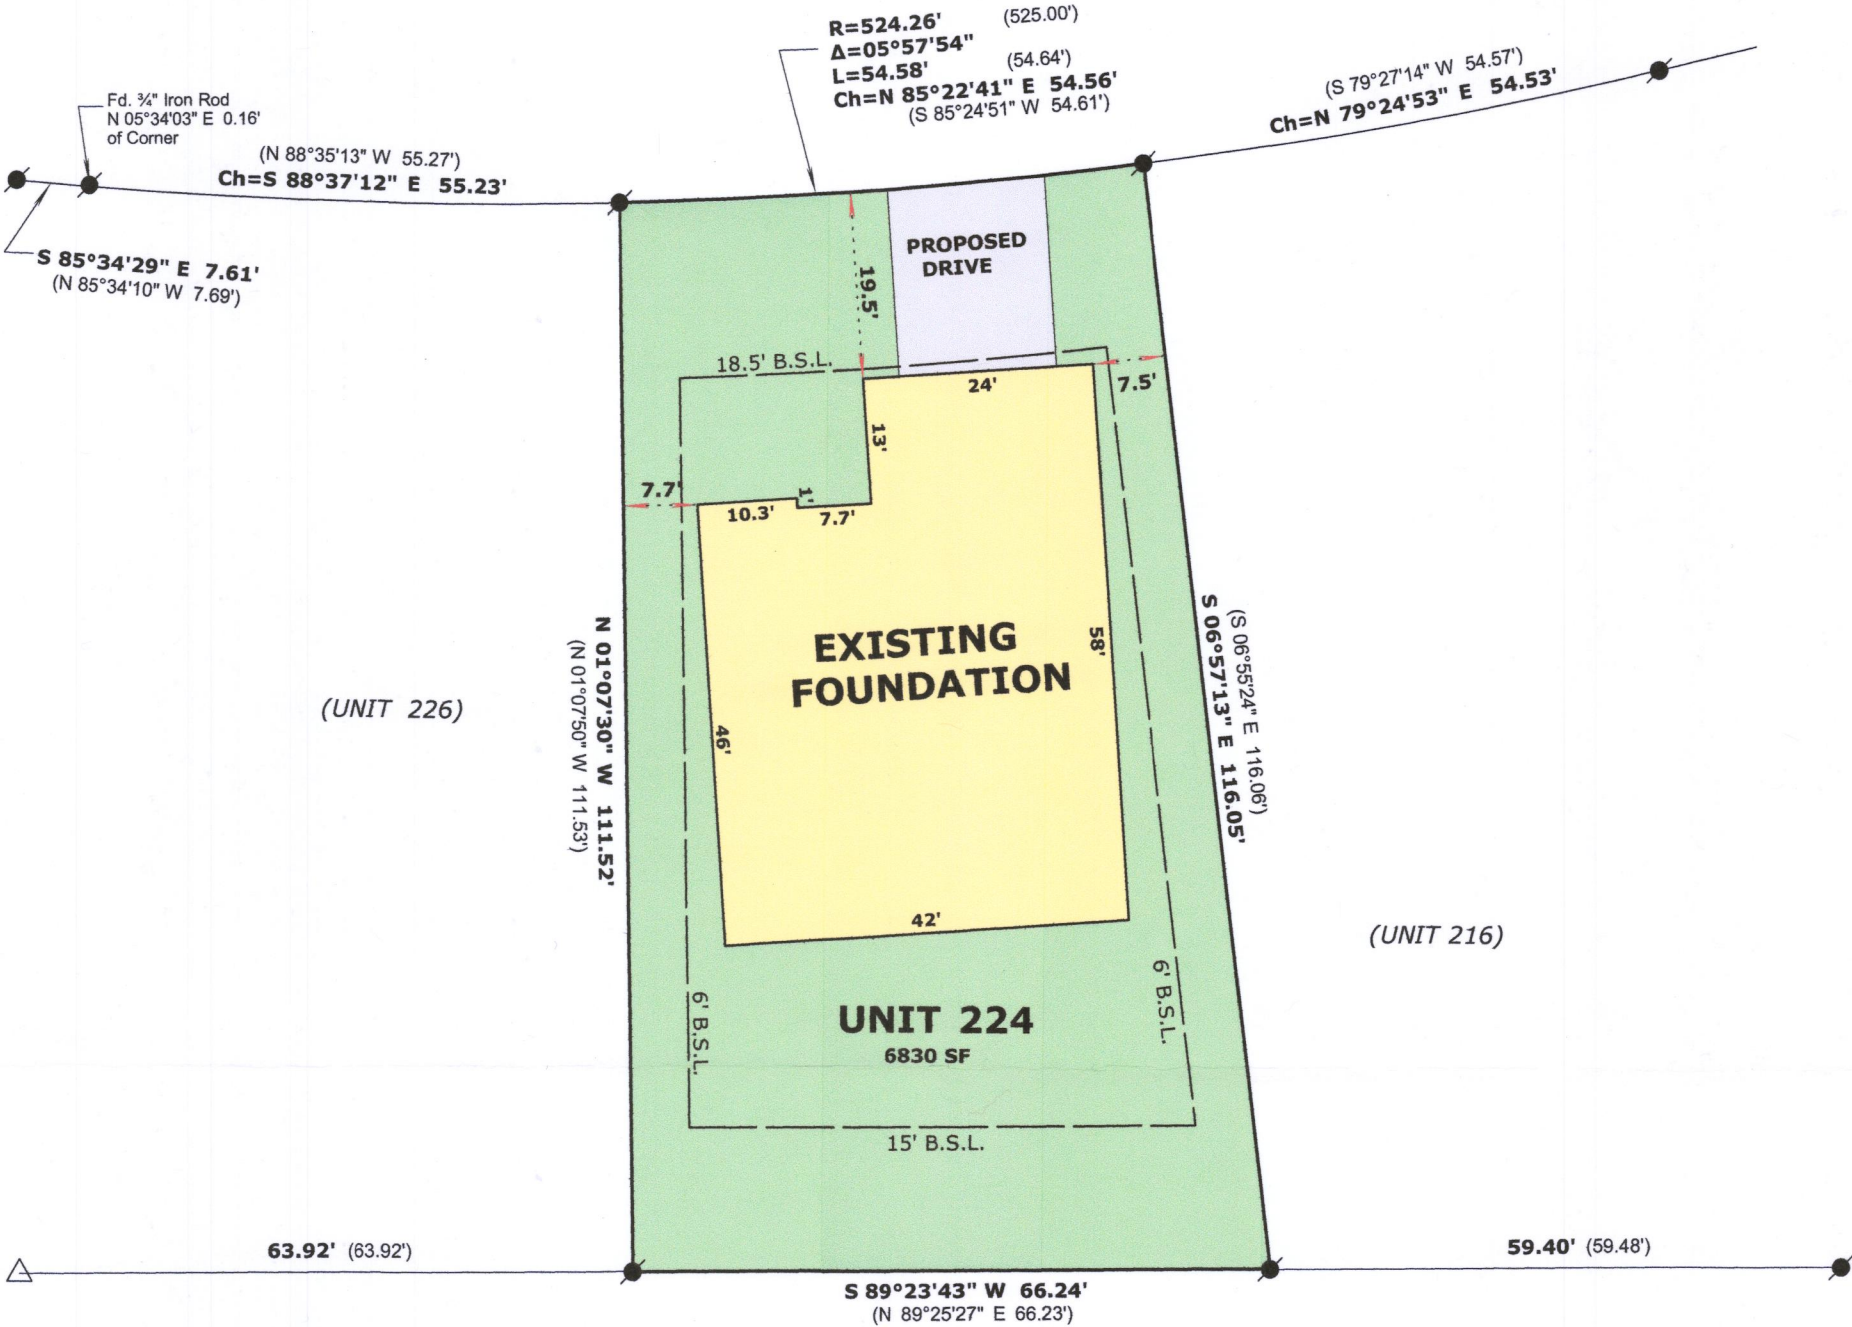 R=524.26' (525.00')
Δ=05°57'54"
L=54.58' (54.64')
Ch=N 85°22'41" E 54.56'
(S 85°24'51" W 54.61')
(S 79°27'14" W 54.57')
Ch=N 79°24'53" E 54.53'
Fd. ¾" Iron Rod
N 05°34'03" E 0.16'
of Corner
(N 88°35'13" W 55.27')
Ch=S 88°37'12" E 55.23'
S 85°34'29" E 7.61'
(N 85°34'10" W 7.69')
PROPOSED
DRIVE
19.5'
18.5' B.S.L.
24'
7.5'
13'
7.7'
1'
10.3'
7.7'
EXISTING
FOUNDATION
58'
46'
42'
N 01°07'30" W 111.52'
(N 01°07'50" W 111.53')
(S 06°55'24" E 116.06')
S 06°57'13" E 116.05'
(UNIT 226)
(UNIT 216)
6' B.S.L.
6' B.S.L.
UNIT 224
6830 SF
15' B.S.L.
63.92' (63.92')
59.40' (59.48')
S 89°23'43" W 66.24'
(N 89°25'27" E 66.23')